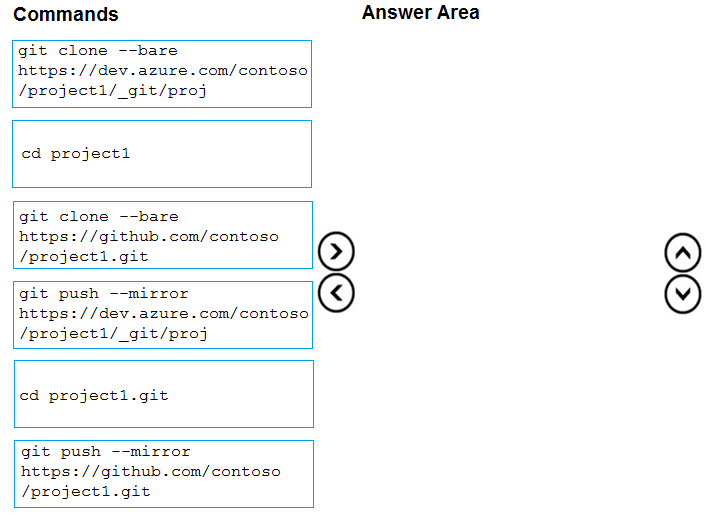 Commands
Answer Area
git clone --bare
https://dev.azure.com/contoso
/project1/_git/proj
cd project1
git clone --bare
https://github.com/contoso
/project1.git
git push --mirror
https://dev.azure.com/contoso
/project1/_git/proj
cd project1.git
git push --mirror
https://github.com/contoso
/project1.git